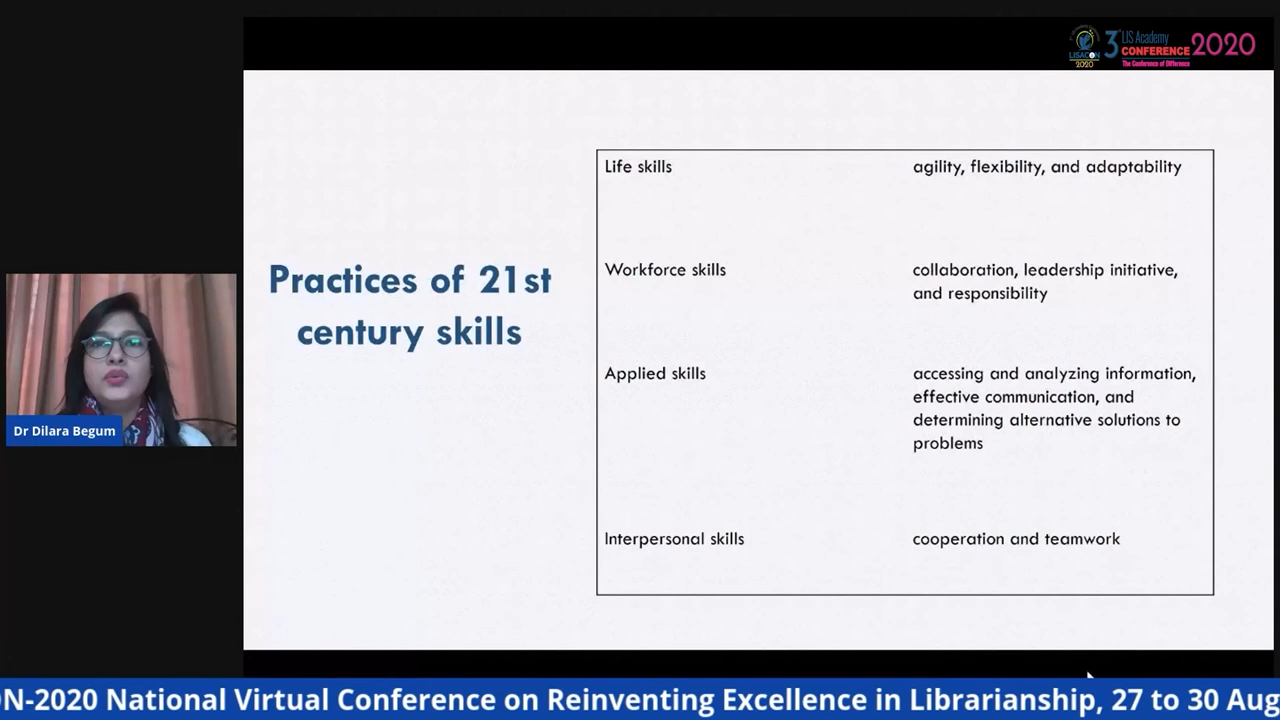 3rd LIS Academy
CONFERENCE 2020
The Conference of Difference
LISACON
2020
Life skills agility, flexibility, and adaptability
Workforce skills collaboration, leadership initiative,
and responsibility
Practices of 21st
century skills
Applied skills accessing and analyzing information,
effective communication, and
determining alternative solutions to
problems
Interpersonal skills cooperation and teamwork
Dr Dilara Begum
ON-2020 National Virtual Conference on Reinventing Excellence in Librarianship, 27 to 30 Aug